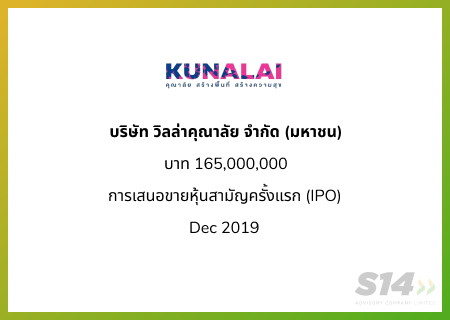 KUNALAI
คุณาลัย สร้างพื้นที่ สร้างความสุข
บริษัท วิลล่าคุณาลัย จำกัด (มหาชน)
บาท 165,000,000
การเสนอขายหุ้นสามัญครั้งแรก (IPO)
Dec 2019
S14
ADVISORY COMPANY LIMITED